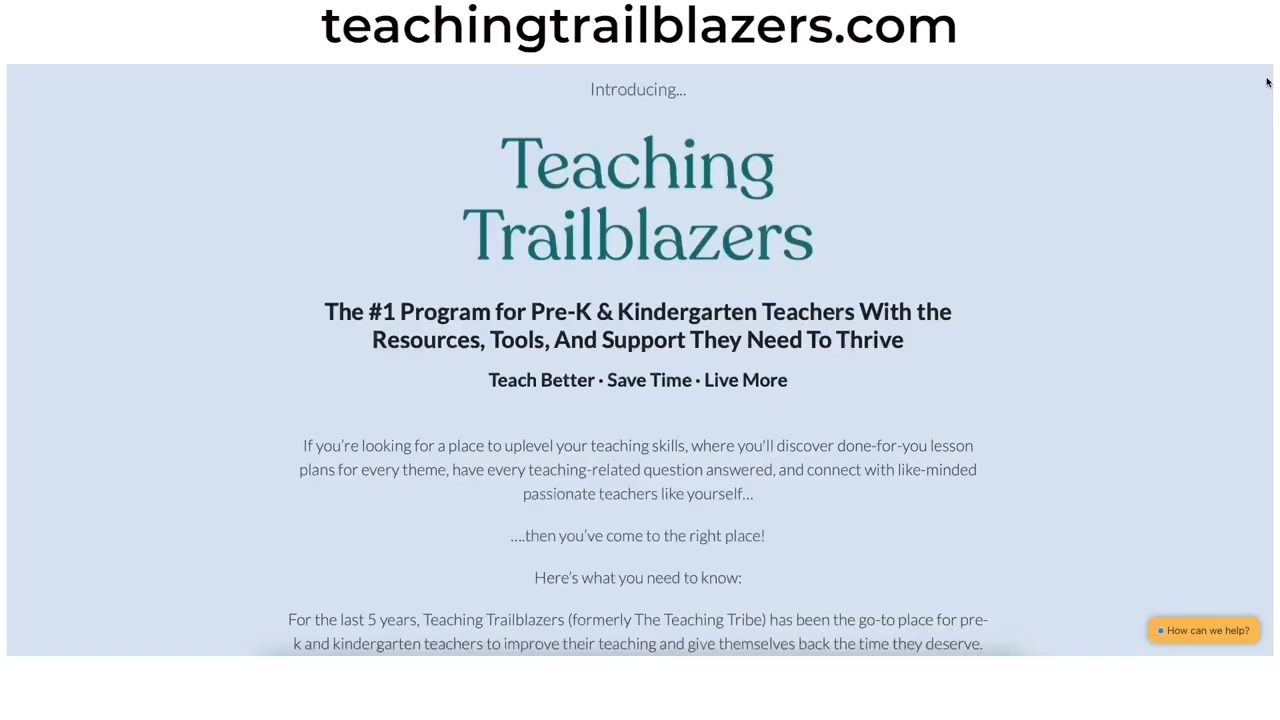 teachingtrailblazers.com
Introducing...
Teaching
Trailblazers
The #1 Program for Pre-K & Kindergarten Teachers With the
Resources, Tools, And Support They Need To Thrive
Teach Better · Save Time · Live More
If you’re looking for a place to uplevel your teaching skills, where you'll discover done-for-you lesson
plans for every theme, have every teaching-related question answered, and connect with like-minded
passionate teachers like yourself…
….then you’ve come to the right place!
Here’s what you need to know:
For the last 5 years, Teaching Trailblazers (formerly The Teaching Tribe) has been the go-to place for pre-
k and kindergarten teachers to improve their teaching and give themselves back the time they deserve.
How can we help?